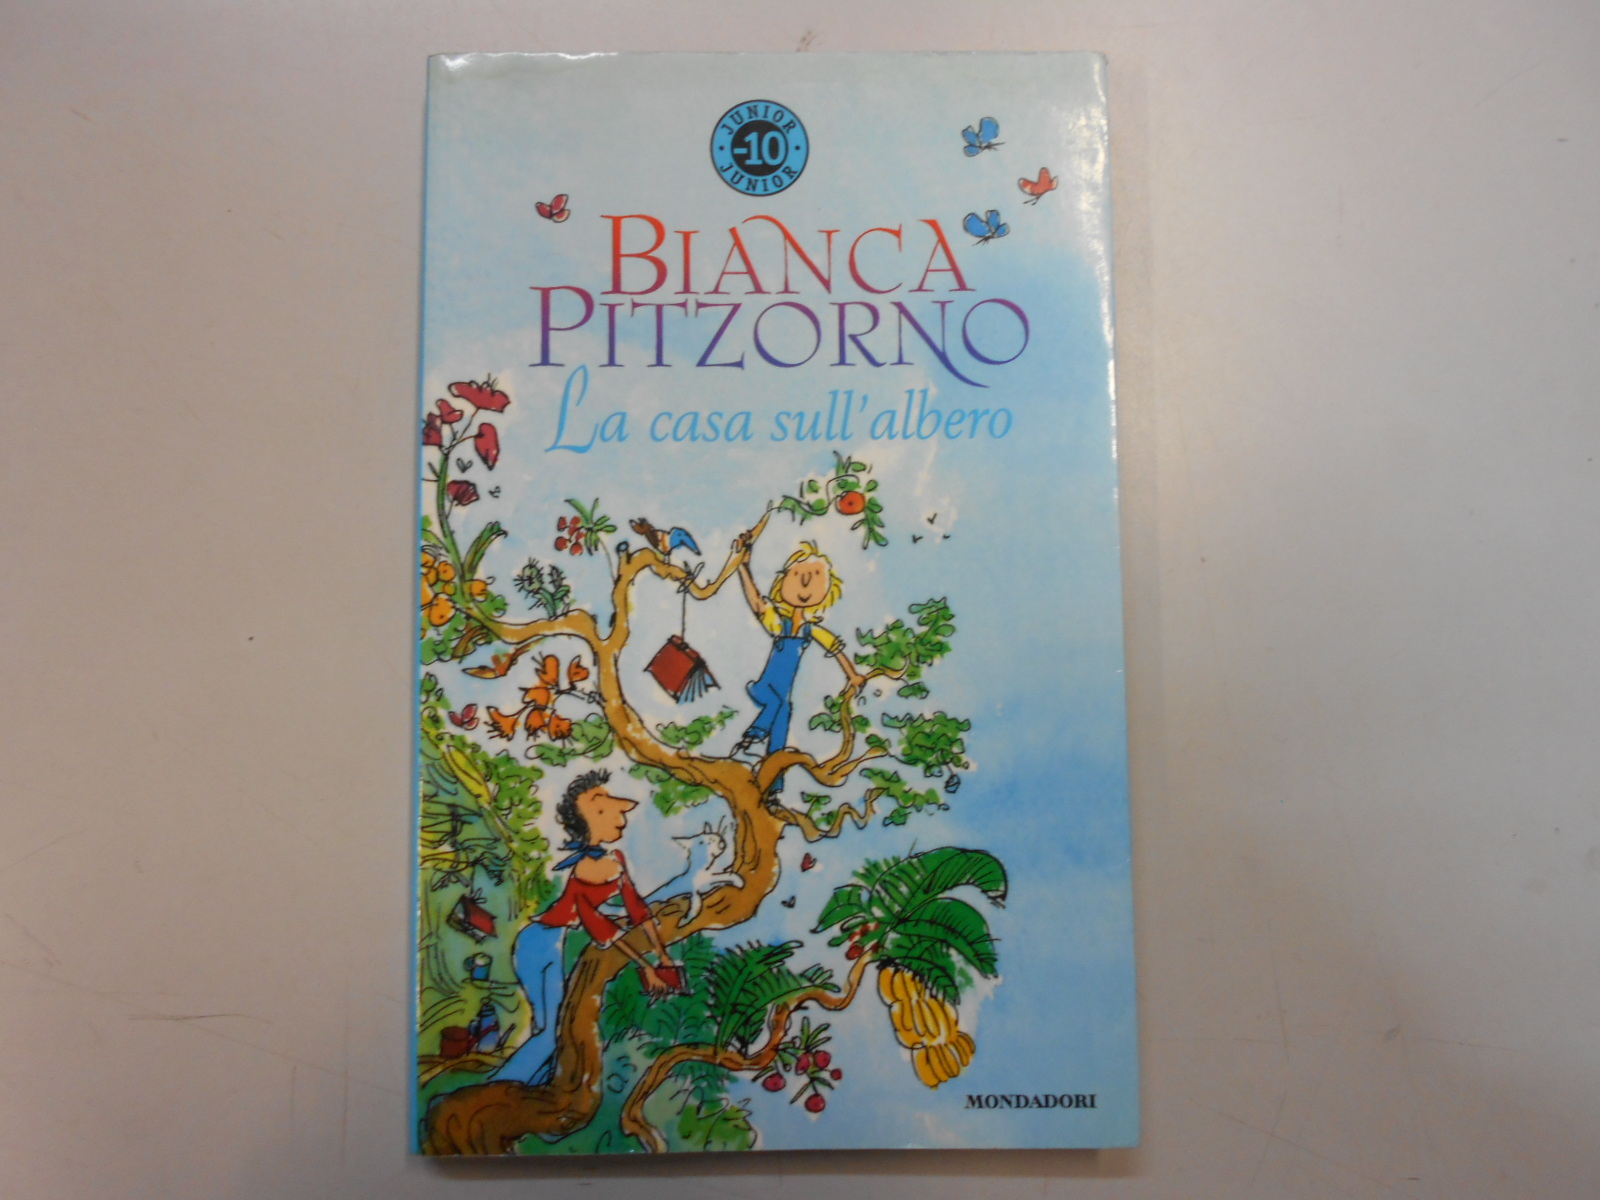 JUNIOR
-10
JUNIOR
BIANCA
PITZORNO
La casa sull'albero
MONDADORI